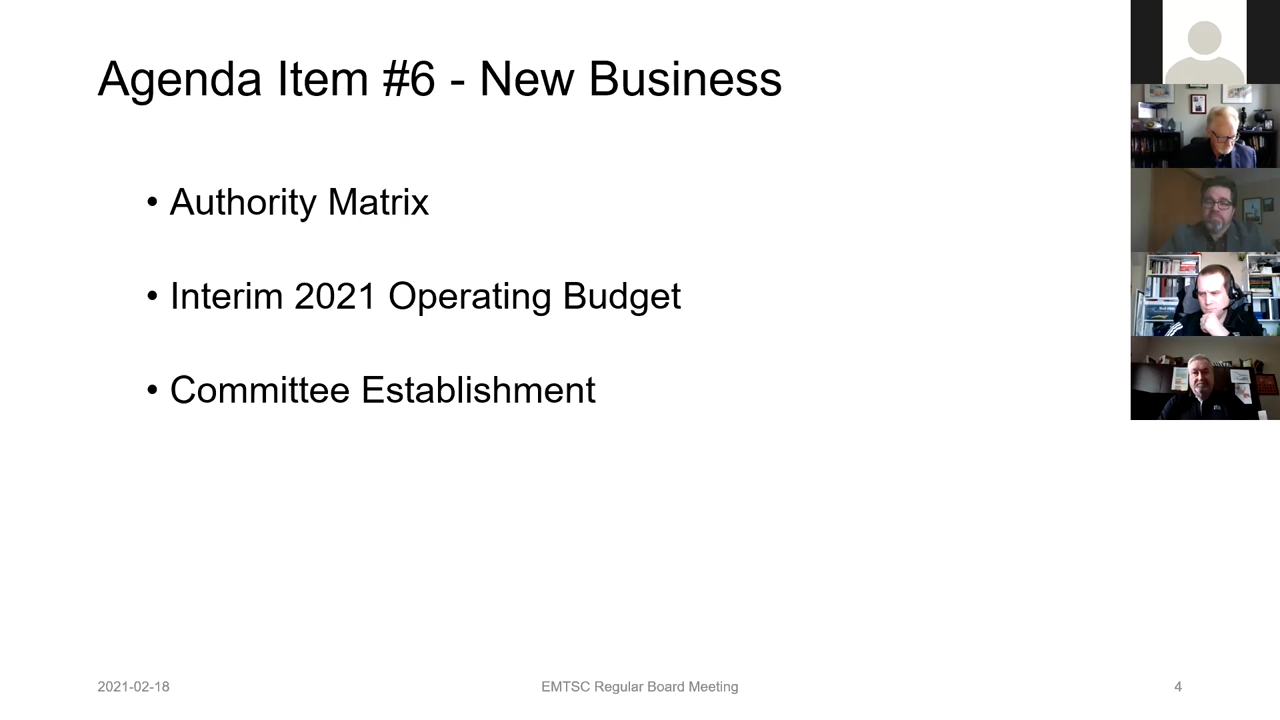 Agenda Item #6 - New Business
• Authority Matrix
• Interim 2021 Operating Budget
• Committee Establishment
2021-02-18
EMTSC Regular Board Meeting
4